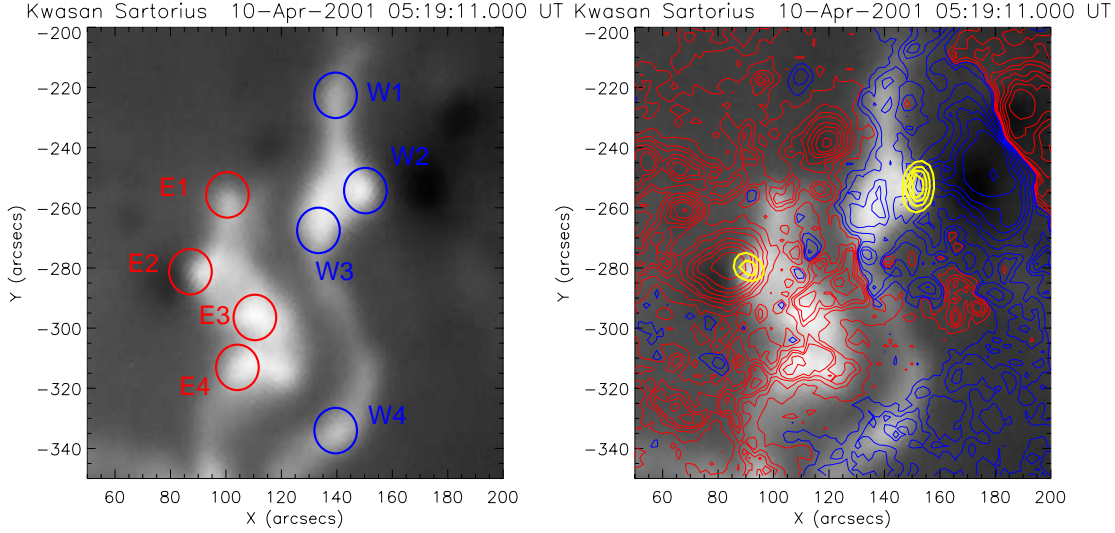 Kwasan Sartorius 10-Apr-2001 05:19:11.000 UT
−200
−220
−240
−260
−280
−300
−320
−340
Y (arcsecs)
60 80 100 120 140 160 180 200
X (arcsecs)
W1
W2
E1
W3
E2
E3
E4
W4
Kwasan Sartorius 10-Apr-2001 05:19:11.000 UT
−200
−220
−240
−260
−280
−300
−320
−340
Y (arcsecs)
60 80 100 120 140 160 180 200
X (arcsecs)